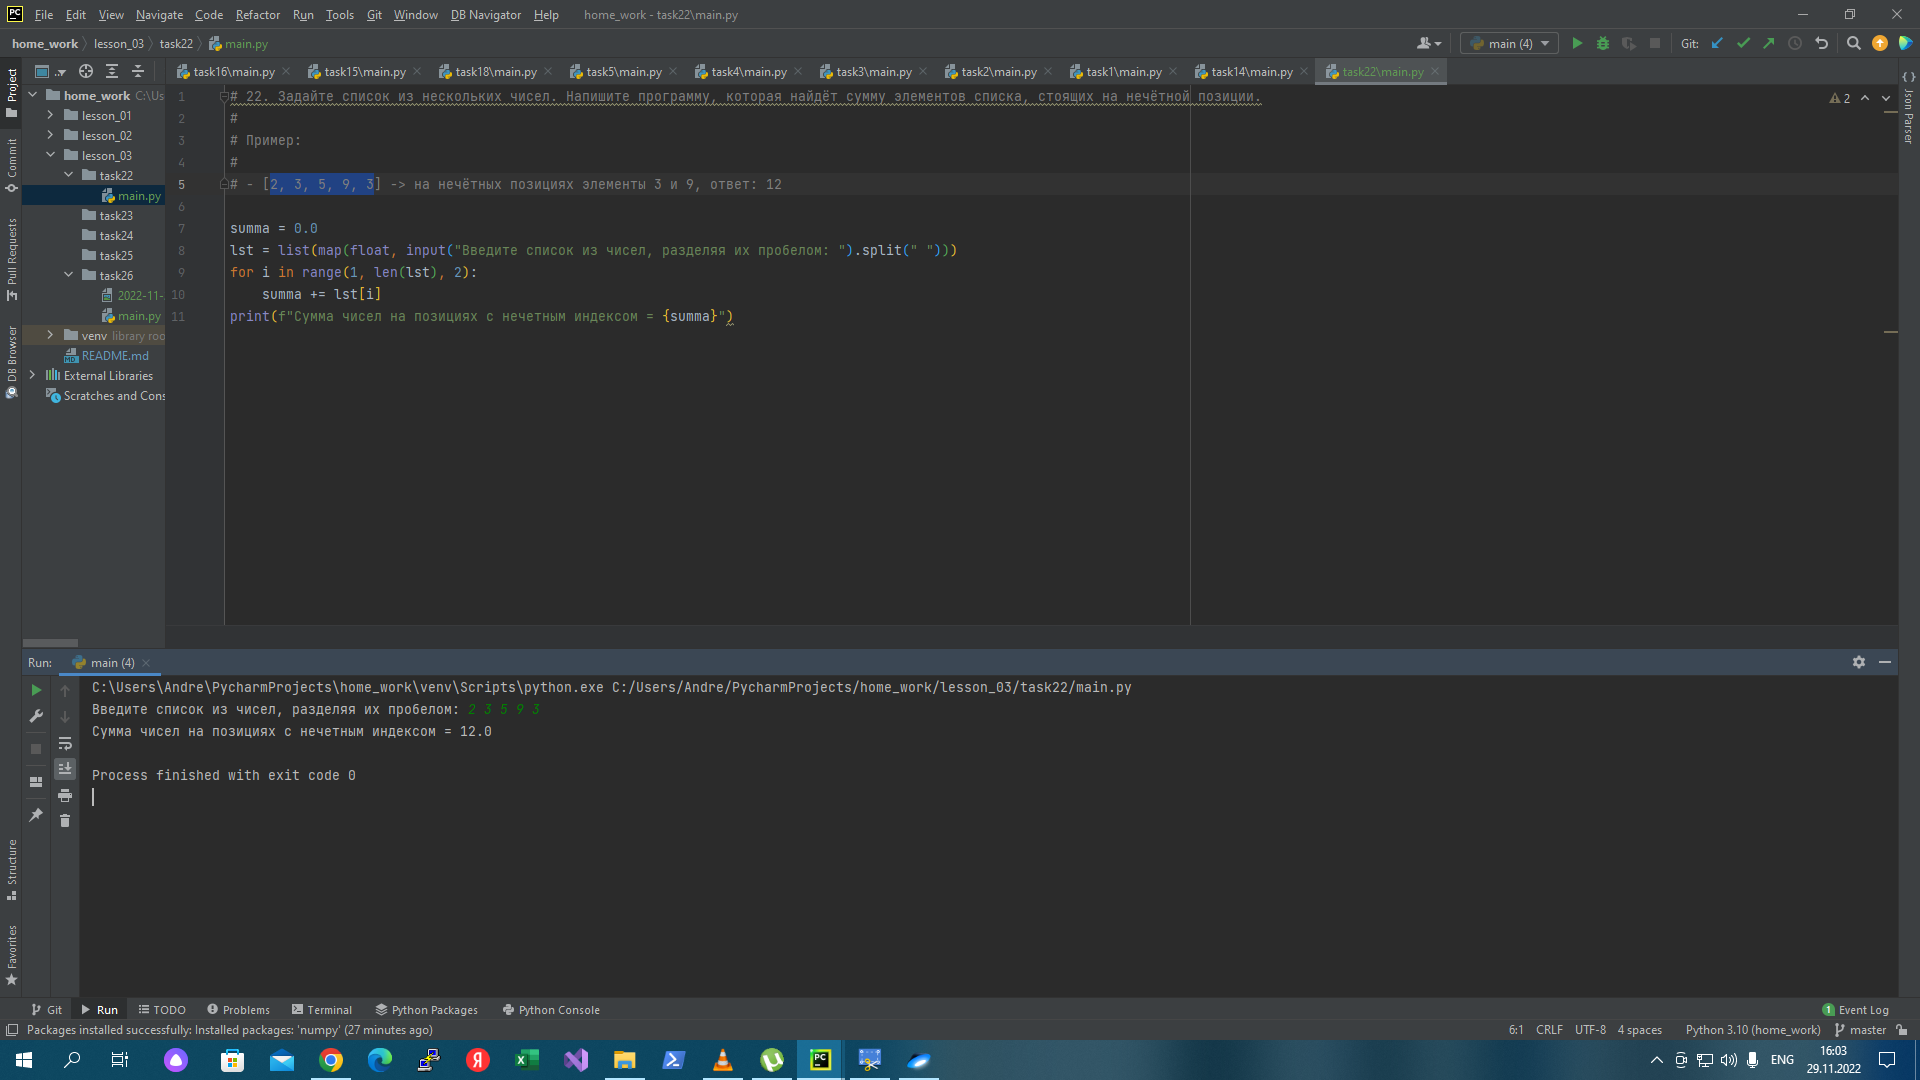 File Edit View Navigate Code Refactor Run Tools Git Window DB Navigator Help home_work - task22\main.py
home_work lesson_03 task22 main.py main (4) Git:
task16\main.py task15\main.py task18\main.py task5\main.py task4\main.py task3\main.py task2\main.py task1\main.py task14\main.py task22\main.py
Project
Commit
Pull Requests
DB Browser
Structure
Favorites
Json Parser
home_work C:\Us
lesson_01
lesson_02
lesson_03
task22
main.py
task23
task24
task25
task26
2022-11-
main.py
venv library roo
README.md
External Libraries
Scratches and Cons
2
1 # 22. Задайте список из нескольких чисел. Напишите программу, которая найдёт сумму элементов списка, стоящих на нечётной позиции.
2 #
3 # Пример:
4 #
5 # - [2, 3, 5, 9, 3] -> на нечётных позициях элементы 3 и 9, ответ: 12
6
7 summa = 0.0
8 lst = list(map(float, input("Введите список из чисел, разделяя их пробелом: ").split(" ")))
9 for i in range(1, len(lst), 2):
10 summa += lst[i]
11 print(f"Сумма чисел на позициях с нечетным индексом = {summa}")
Run: main (4)
C:\Users\Andre\PycharmProjects\home_work\venv\Scripts\python.exe C:/Users/Andre/PycharmProjects/home_work/lesson_03/task22/main.py
Введите список из чисел, разделяя их пробелом: 2 3 5 9 3
Сумма чисел на позициях с нечетным индексом = 12.0
Process finished with exit code 0
Git Run TODO Problems Terminal Python Packages Python Console 1 Event Log
Packages installed successfully: Installed packages: 'numpy' (27 minutes ago) 6:1 CRLF UTF-8 4 spaces Python 3.10 (home_work) master
ENG 16:03
29.11.2022